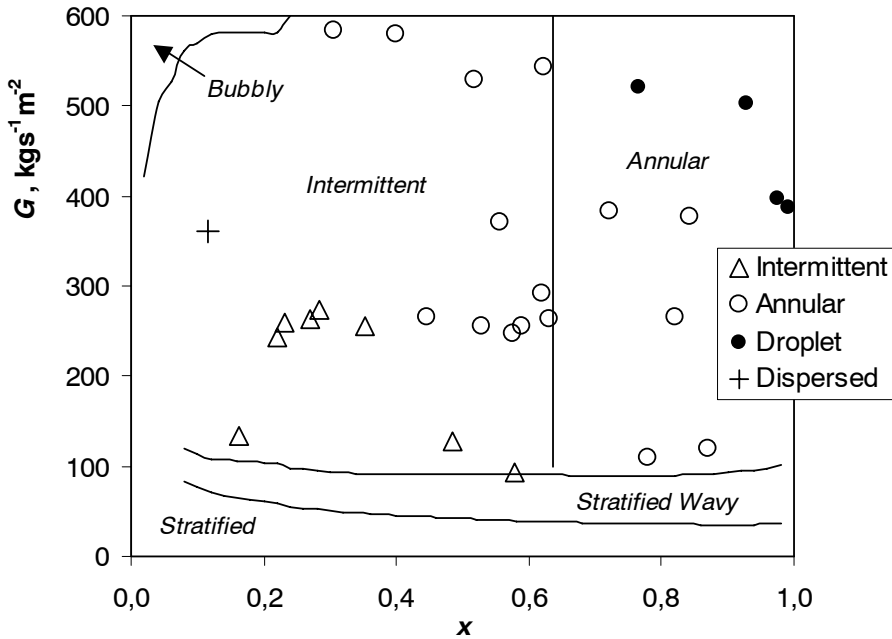 600
500
400
300
200
100
0
G, kgs⁻¹m⁻²
Bubbly
Intermittent
Annular
Stratified Wavy
Stratified
Intermittent
Annular
Droplet
Dispersed
0,0 0,2 0,4 0,6 0,8 1,0
x